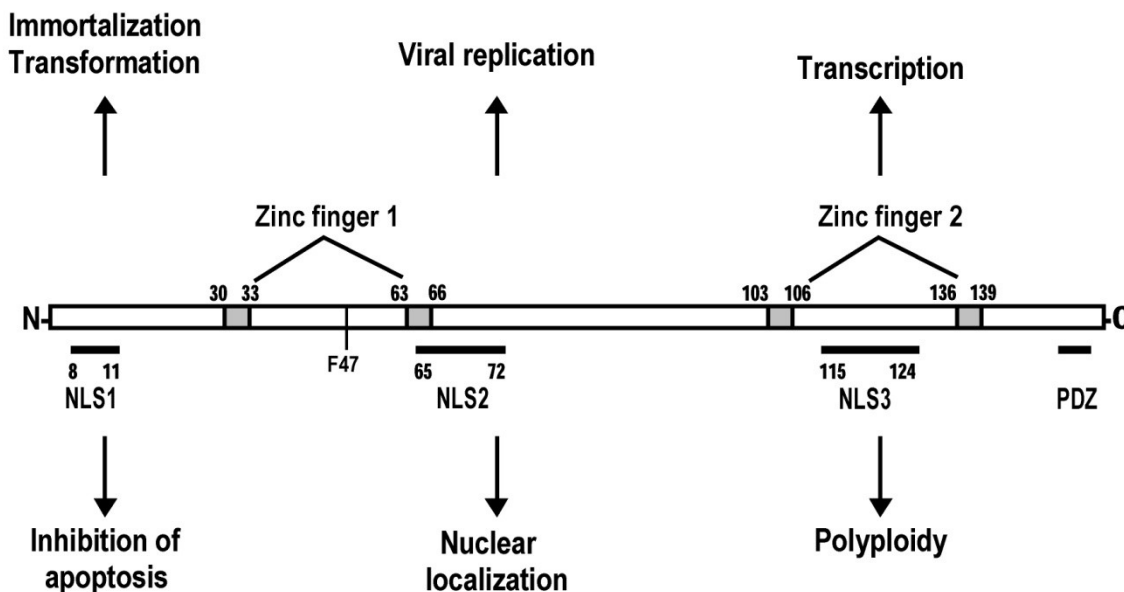 Immortalization
Transformation
Viral replication
Transcription
Zinc finger 1
Zinc finger 2
30 33 63 66 103 106 136 139
N- -C
F47
8 11 65 72 115 124
NLS1 NLS2 NLS3 PDZ
Inhibition of
apoptosis
Nuclear
localization
Polyploidy